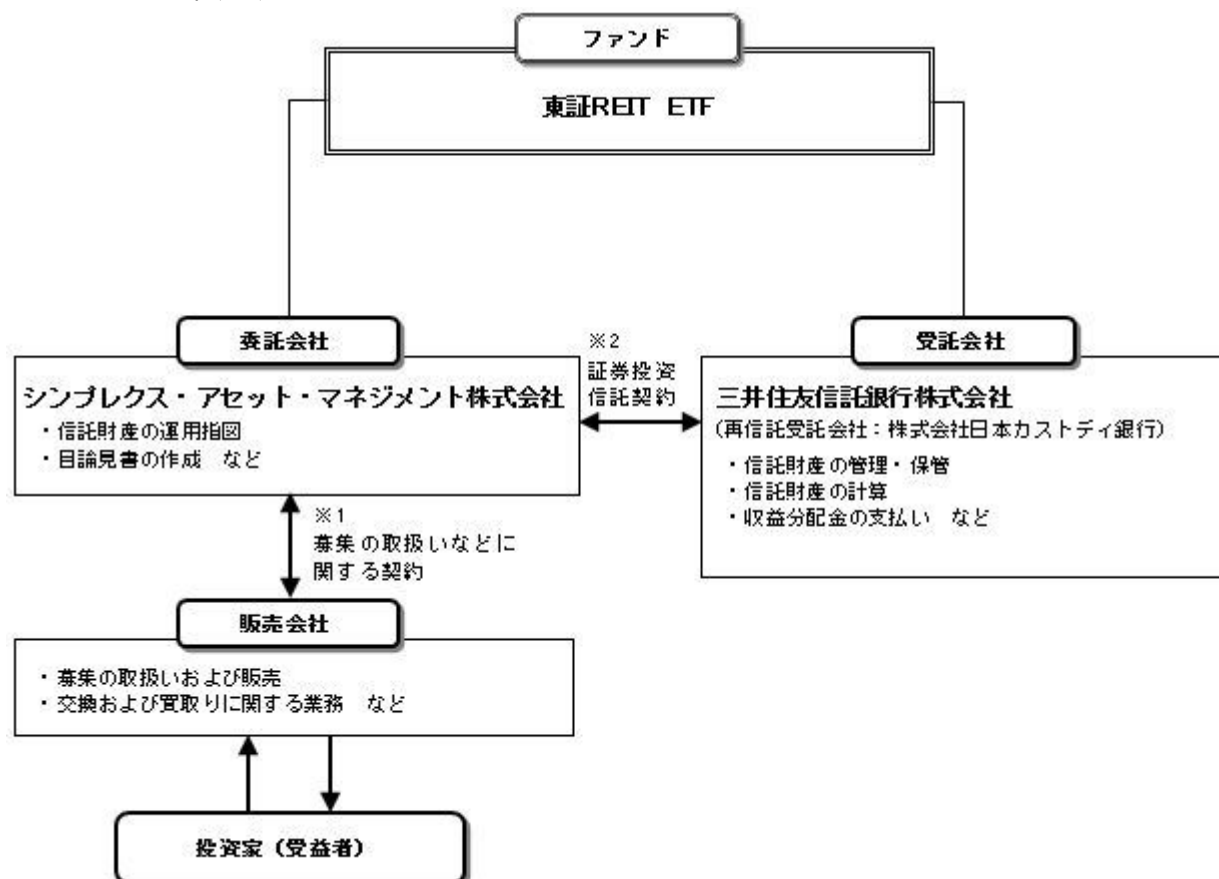 ファンド
東証REIT ETF
委託会社
シンプレクス・アセット・マネジメント株式会社
・信託財産の運用指図
・目論見書の作成　など
※2
証券投資
信託契約
受託会社
三井住友信託銀行株式会社
(再信託受託会社：株式会社日本カストディ銀行)
・信託財産の管理・保管
・信託財産の計算
・収益分配金の支払い　など
※1
募集の取扱いなどに
関する契約
販売会社
・募集の取扱いおよび販売
・交換および買取りに関する業務　など
投資家（受益者）